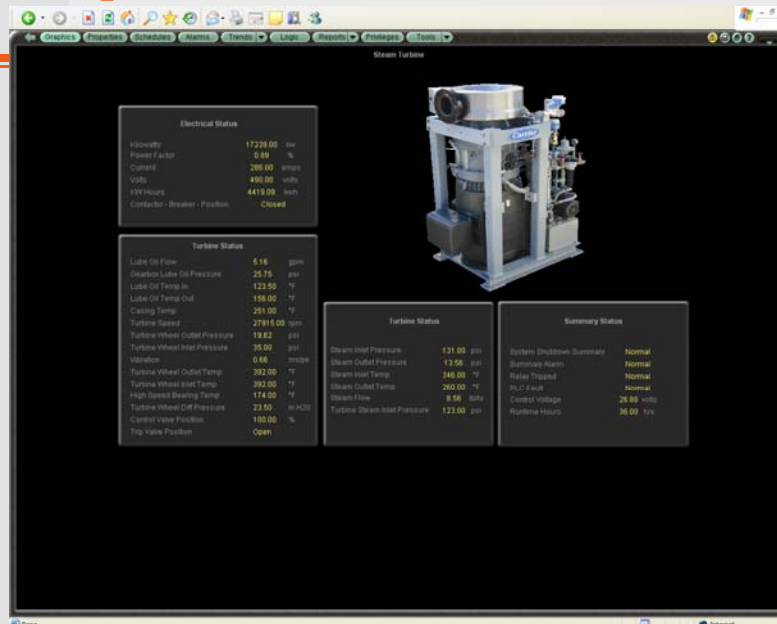 Graphics Properties Schedules Alarms Trends Logic Reports Privileges Tools
Steam Turbine
Carrier
Electrical Status
Kilowatts 17239.00 kw
Power Factor 0.89 %
Current 286.00 amps
Volts 490.00 volts
KW Hours 4419.09 kwh
Contactor - Breaker - Position Closed
Turbine Status
Lube Oil Flow 5.16 gpm
Gearbox Lube Oil Pressure 25.75 psi
Lube Oil Temp In 123.50 °F
Lube Oil Temp Out 156.00 °F
Casing Temp 251.00 °F
Turbine Speed 27915.00 rpm
Turbine Wheel Outlet Pressure 19.62 psi
Turbine Wheel Inlet Pressure 35.00 psi
Vibration 0.66
Turbine Wheel Outlet Temp 392.00 °F
Turbine Wheel Inlet Temp 392.00 °F
High Speed Bearing Temp 174.00 °F
Turbine Wheel Diff Pressure 23.50 in H20
Control Valve Position 100.00 %
Trip Valve Position Open
Turbine Status
Steam Inlet Pressure 131.00 psi
Steam Outlet Pressure 13.58 psi
Steam Inlet Temp 346.00 °F
Steam Outlet Temp 260.00 °F
Steam Flow 8.56 lb/hr
Turbine Steam Inlet Pressure 123.00 psi
Summary Status
System Shutdown Summary Normal
Summary Alarm Normal
Relay Tripped Normal
PLC Fault Normal
Control Voltage 26.80 volts
Runtime Hours 36.00 hrs
Done
Internet